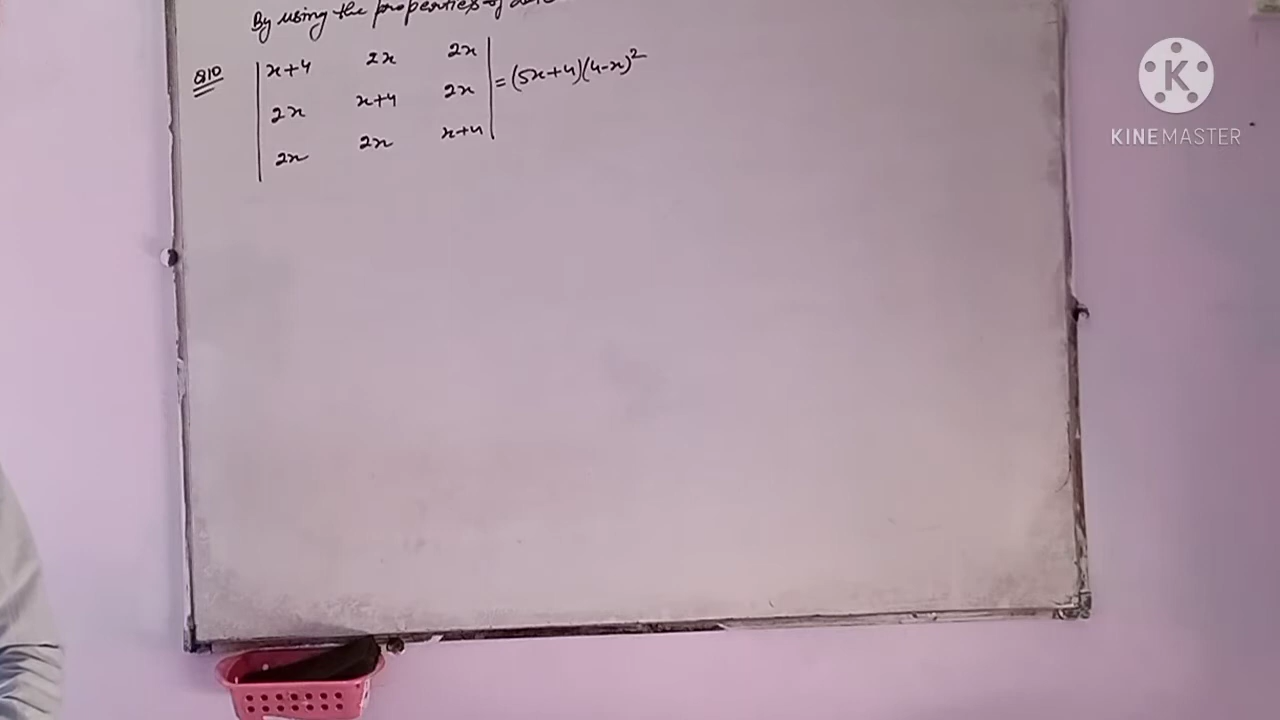 By using the properties of
Q10 | x+4 2x 2x | = (5x+4)(4-x)²
2x x+4 2x
2x 2x x+4
K
KINEMASTER